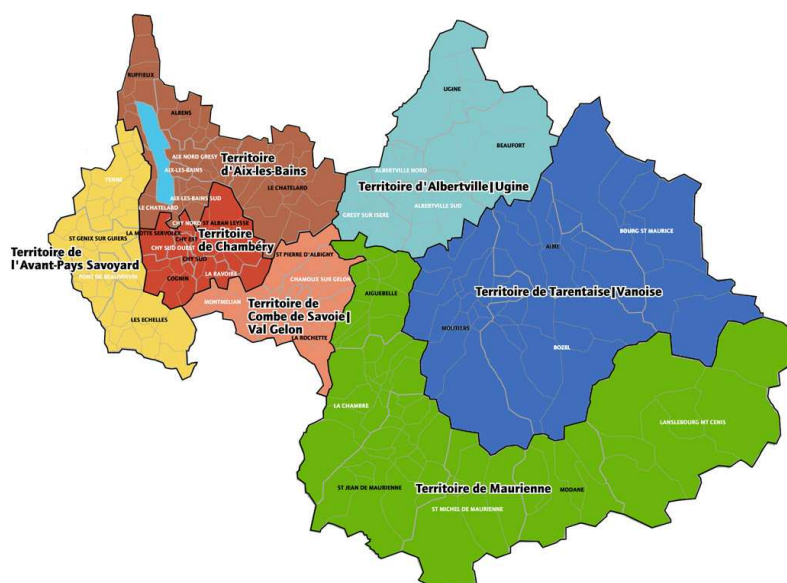 RUFFIEUX
ALBENS
UGINE
BEAUFORT
AIX NORD GRESY
AIX-LES-BAINS
Territoire
d'Aix-les-Bains
ALBERTVILLE NORD
YENNE
LE CHATELARD
Territoire d'Albertville|Ugine
AIX-LES-BAINS SUD
LE CHATELARD
ALBERTVILLE SUD
GRESY SUR ISERE
CHY NORD
ST ALBAN LEYSSE
LA MOTTE SERVOLEX
CHY EST
Territoire
de Chambéry
BOURG ST MAURICE
ST GENIX SUR GUIERS
CHY SUD OUEST
AIME
Territoire de
l'Avant-Pays Savoyard
CHY SUD
ST PIERRE D'ALBIGNY
PONT DE BEAUVOISIN
COGNIN
LA RAVOIRE
CHAMOUX SUR GELON
AIGUEBELLE
Territoire de Tarentaise|Vanoise
MONTMELIAN
Territoire de
Combe de Savoie|
Val Gelon
LES ECHELLES
MOUTIERS
LA ROCHETTE
BOZEL
LA CHAMBRE
LANSLEBOURG MT CENIS
ST JEAN DE MAURIENNE
Territoire de Maurienne
MODANE
ST MICHEL DE MAURIENNE